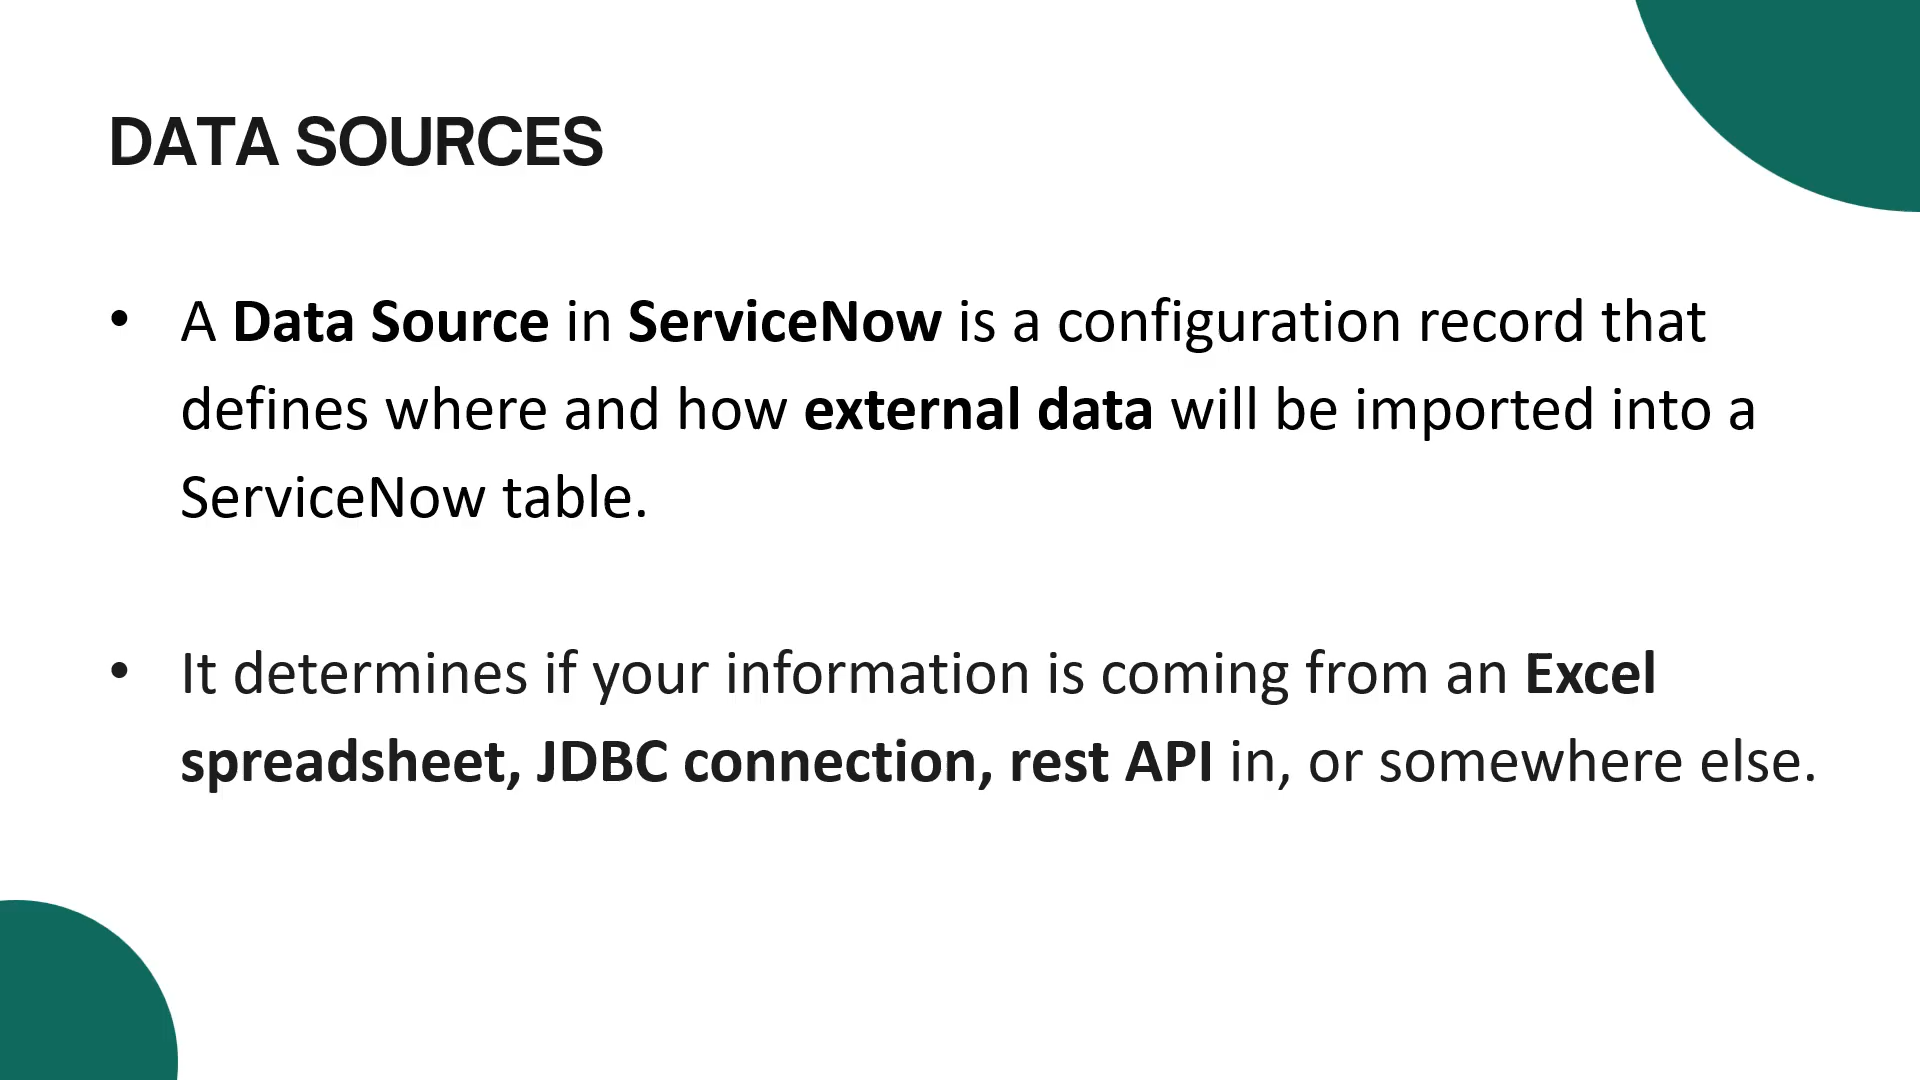 DATA SOURCES
• A Data Source in ServiceNow is a configuration record that
defines where and how external data will be imported into a
ServiceNow table.
• It determines if your information is coming from an Excel
spreadsheet, JDBC connection, rest API in, or somewhere else.